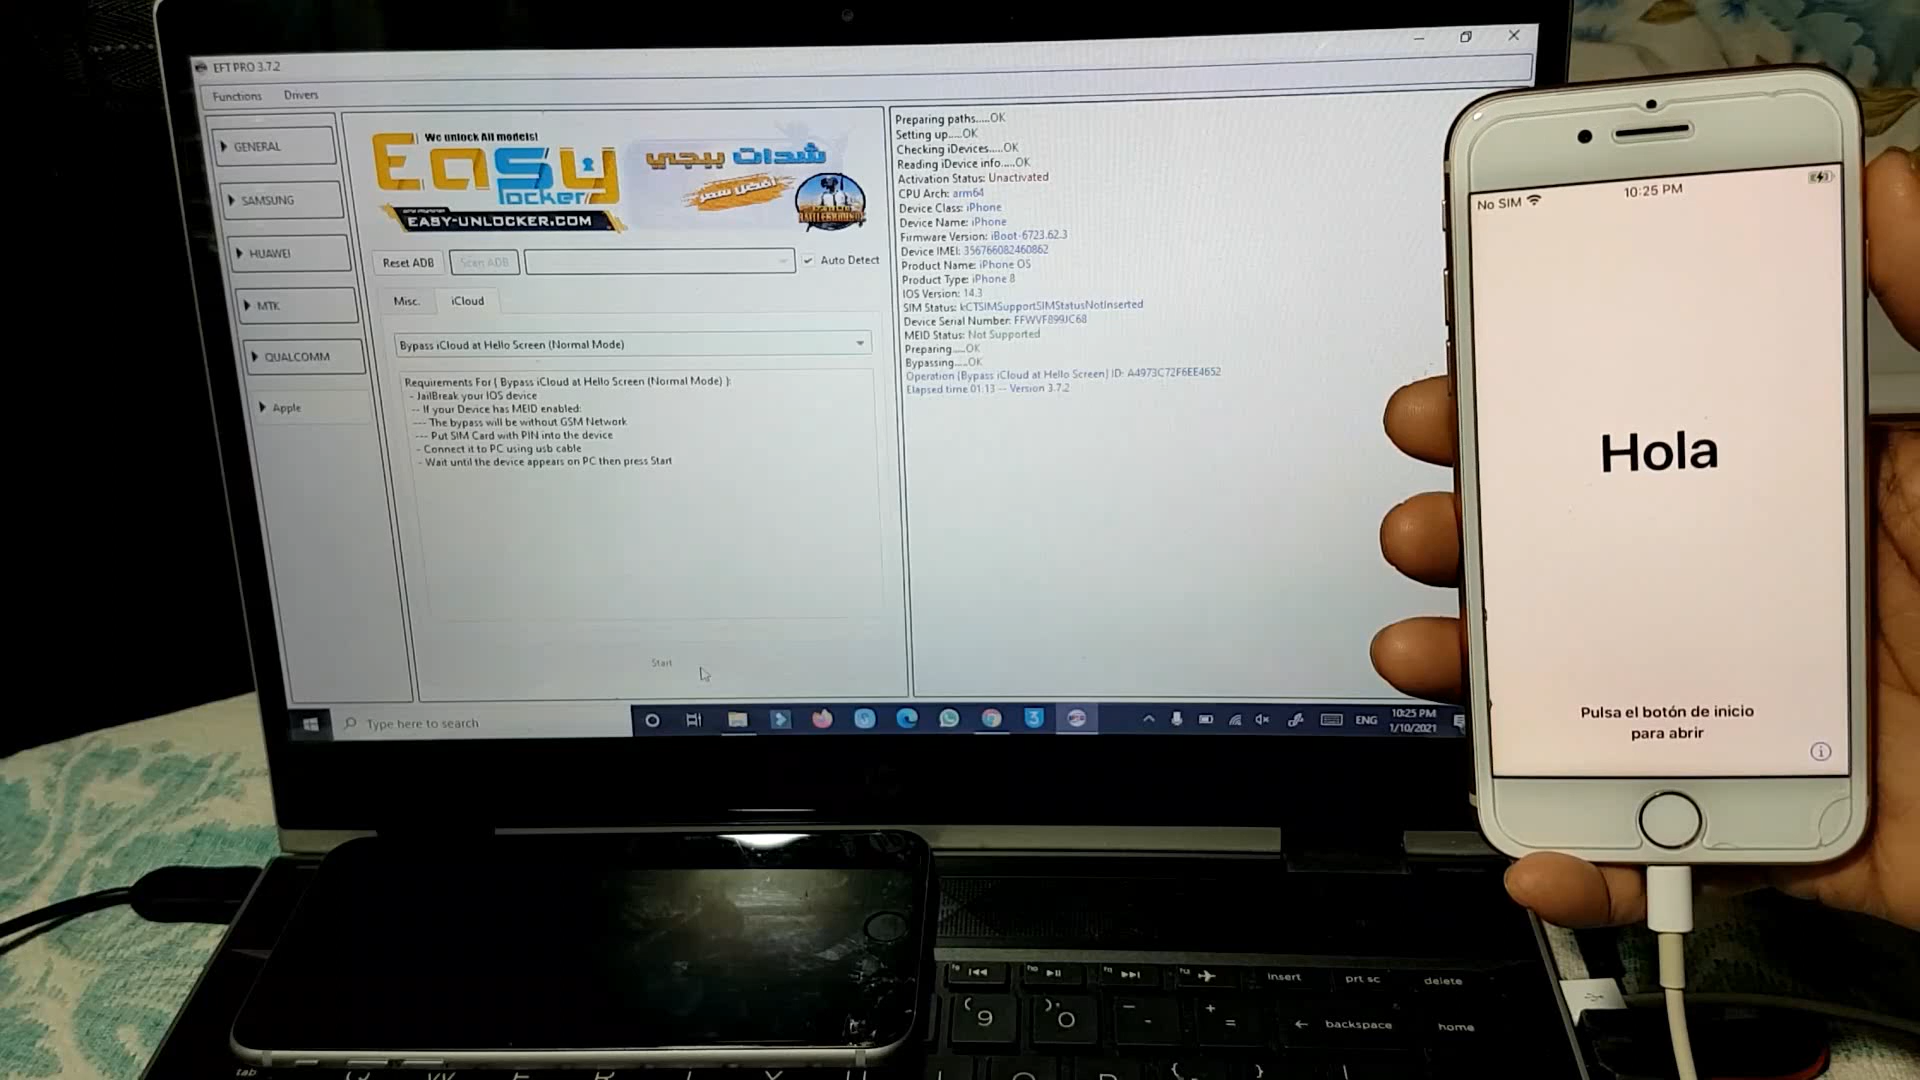 EFT PRO 3.7.2
Functions Drivers
GENERAL
SAMSUNG
HUAWEI
MTK
QUALCOMM
Apple
We unlock All models!
Easy
locker
EASY-UNLOCKER.COM
شدات ببجي
افضل سعر
Reset ADB Scan ADB Auto Detect
Misc. iCloud
Bypass iCloud at Hello Screen (Normal Mode)
Requirements For [ Bypass iCloud at Hello Screen (Normal Mode) ]:
- JailBreak your IOS device
-- If your Device has MEID enabled:
--- The bypass will be without GSM Network
--- Put SIM Card with PIN into the device
- Connect it to PC using usb cable
- Wait until the device appears on PC then press Start
Start
Preparing paths.....OK
Setting up.....OK
Checking iDevices.....OK
Reading iDevice info.....OK
Activation Status: Unactivated
CPU Arch: arm64
Device Class: iPhone
Device Name: iPhone
Firmware Version: iBoot-6723.62.3
Device IMEI: 356766082460862
Product Name: iPhone OS
Product Type: iPhone 8
IOS Version: 14.3
SIM Status: kCTSIMSupportSIMStatusNotInserted
Device Serial Number: FFWVF899JC68
MEID Status: Not Supported
Preparing.....OK
Bypassing.....OK
Operation [Bypass iCloud at Hello Screen] ID: A4973C72F6EE4652
Elapsed time 01:13 -- Version 3.7.2
Type here to search
ENG
10:25 PM
1/10/2021
No SIM 10:25 PM
Hola
Pulsa el botón de inicio
para abrir
insert prt sc delete
( 9 ) 0 - + =
backspace home
tab